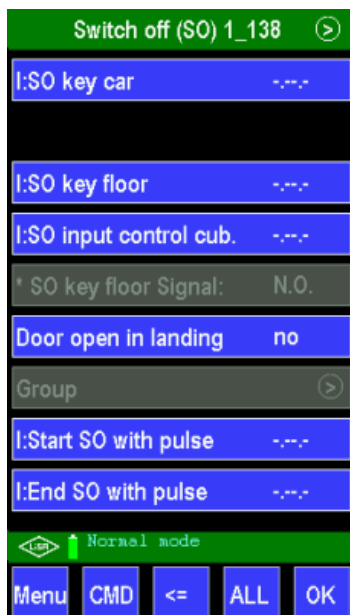 Switch off (SO) 1_138 >
I:SO key car -.--.-
I:SO key floor -.--.-
I:SO input control cub. -.--.-
* SO key floor Signal: N.O.
Door open in landing no
Group >
I:Start SO with pulse -.--.-
I:End SO with pulse -.--.-
LiSA Normal mode
Menu CMD <= ALL OK